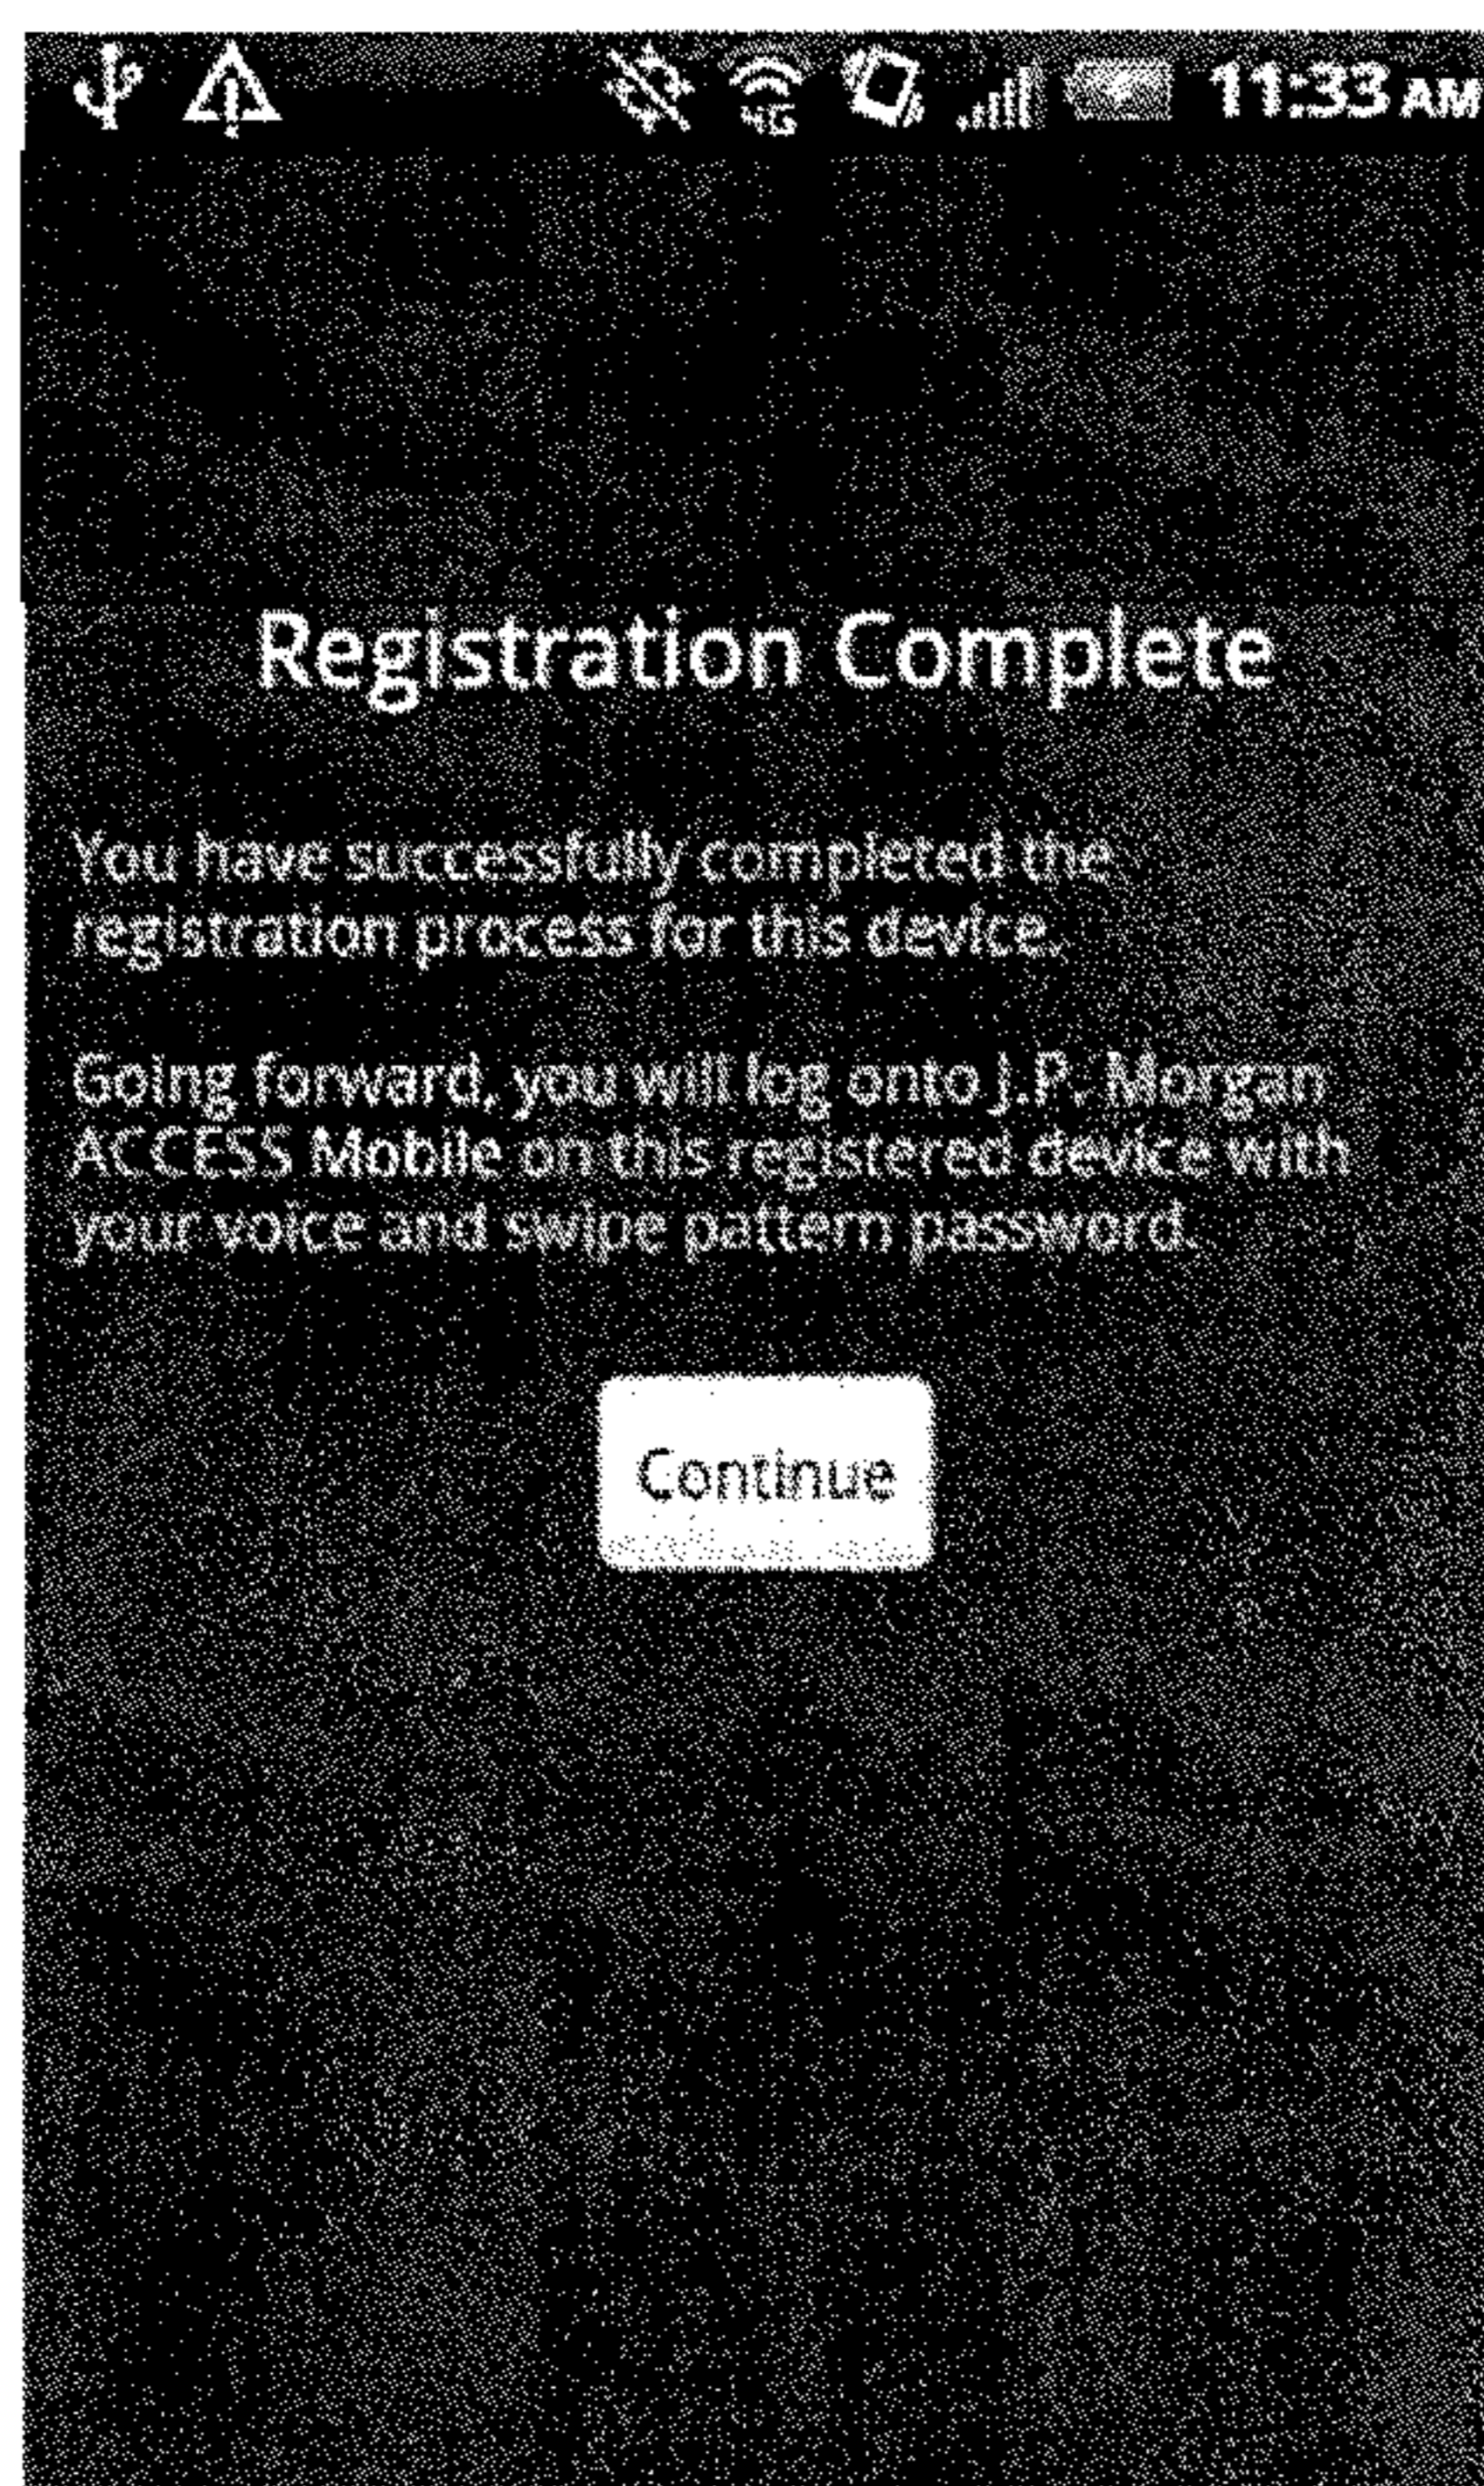 4G 11:33 AM
Registration Complete
You have successfully completed the
registration process for this device.
Going forward, you will log onto J.P. Morgan
ACCESS Mobile on this registered device with
your voice and swipe pattern password.
Continue